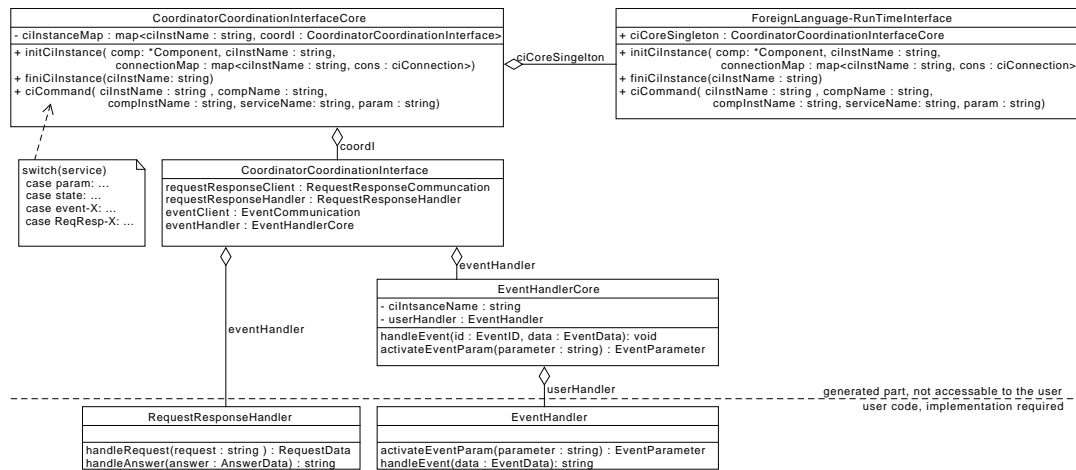 CoordinatorCoordinationInterfaceCore
- ciInstanceMap : map<ciInstName : string, coordI : CoordinatorCoordinationInterface>
+ initCiInstance( comp: *Component, ciInstName : string,
connectionMap : map<ciInstName : string, cons : ciConnection>)
+ finiCiInstance(ciInstName: string)
+ ciCommand( ciInstName : string , compName : string,
compInstName : string, serviceName: string, param : string)
ciCoreSingelton
ForeignLanguage-RunTimeInterface
+ ciCoreSingleton : CoordinatorCoordinationInterfaceCore
+ initCiInstance( comp: *Component, ciInstName : string,
connectionMap : map<ciInstName : string, cons : ciConnection>
+ finiCiInstance(ciInstName: string)
+ ciCommand( ciInstName : string , compName : string,
compInstName : string, serviceName: string, param : string)
coordI
switch(service)
case param: ...
case state: ...
case event-X: ...
case ReqResp-X: ...
CoordinatorCoordinationInterface
requestResponseClient : RequestResponseCommuncation
requestResponseHandler : RequestResponseHandler
eventClient : EventCommunication
eventHandler : EventHandlerCore
eventHandler
EventHandlerCore
- ciIntsanceName : string
- userHandler : EventHandler
handleEvent(id : EventID, data : EventData): void
activateEventParam(parameter : string) : EventParameter
eventHandler
userHandler
generated part, not accessable to the user
user code, implementation required
RequestResponseHandler
handleRequest(request : string ) : RequestData
handleAnswer(answer : AnswerData) : string
EventHandler
activateEventParam(parameter : string) : EventParameter
handleEvent(data : EventData): string